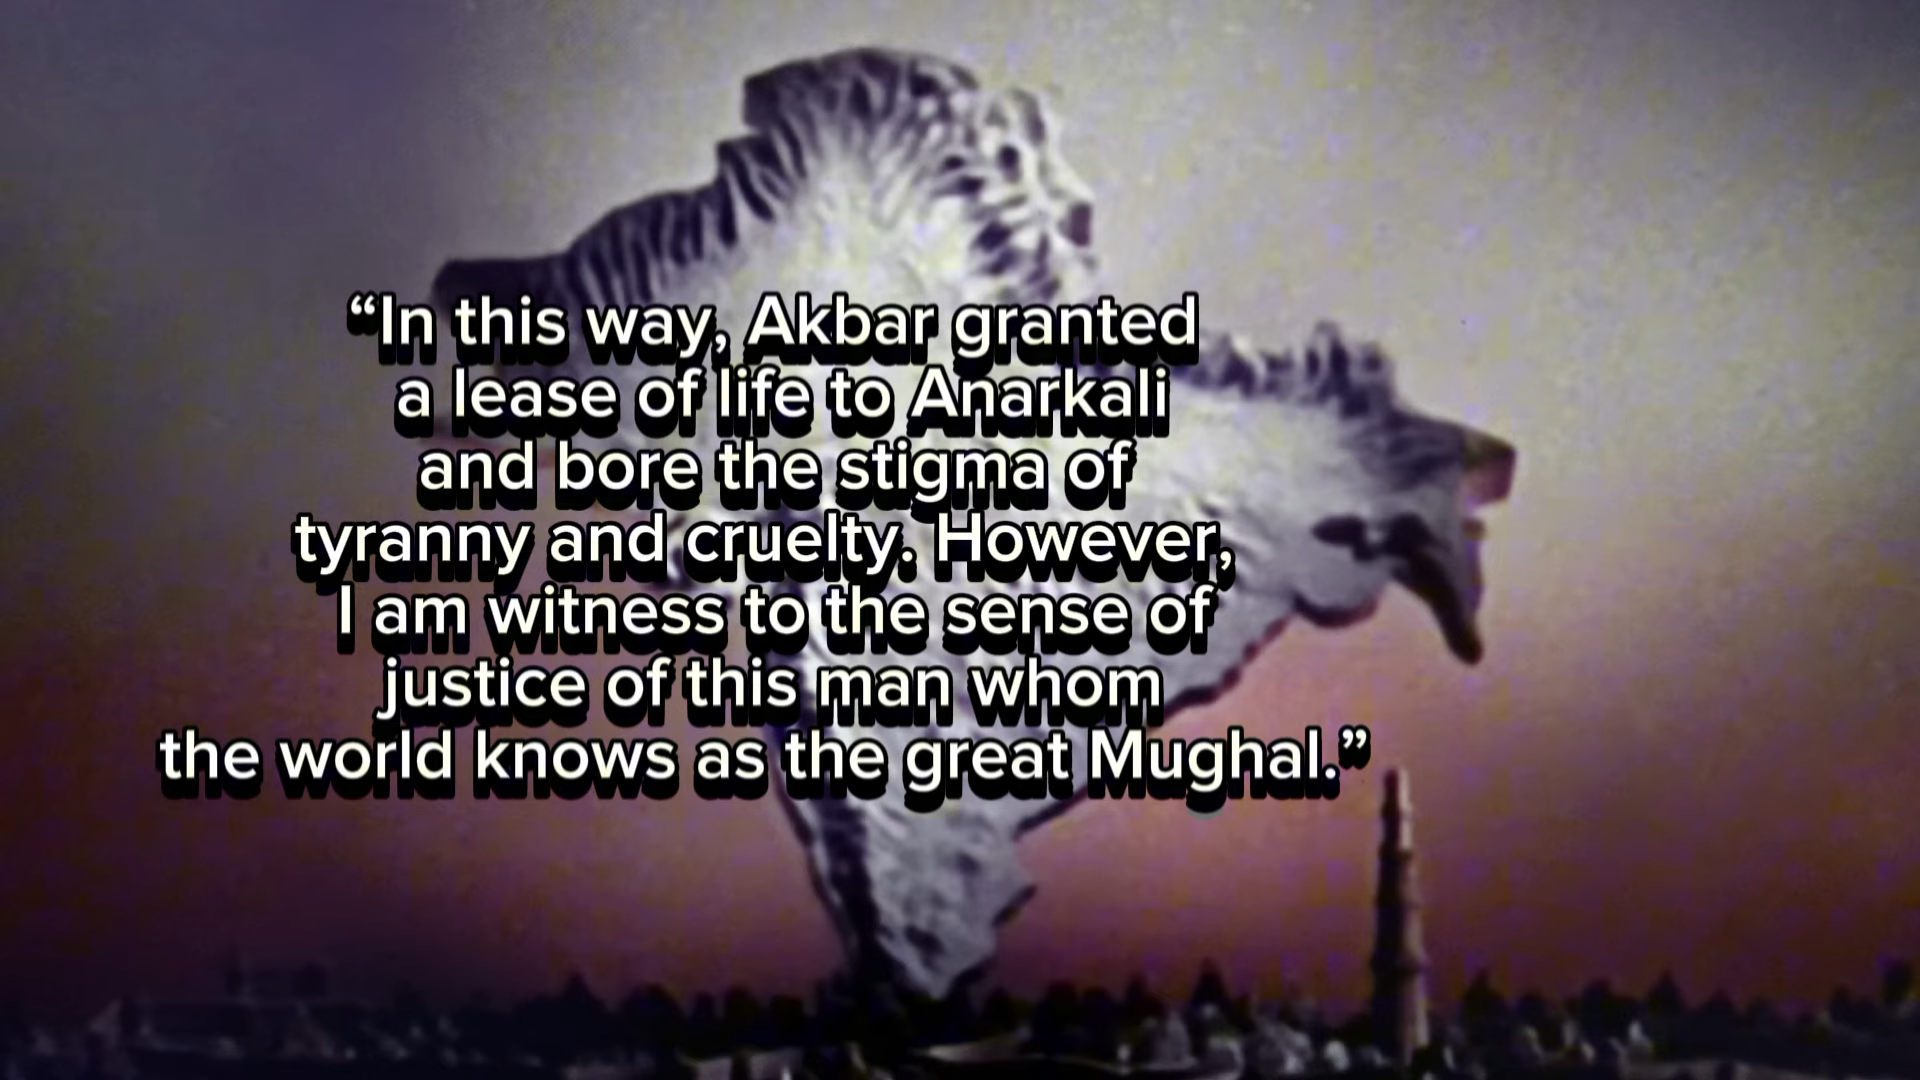 “In this way, Akbar granted
a lease of life to Anarkali
and bore the stigma of
tyranny and cruelty. However,
I am witness to the sense of
justice of this man whom
the world knows as the great Mughal.”